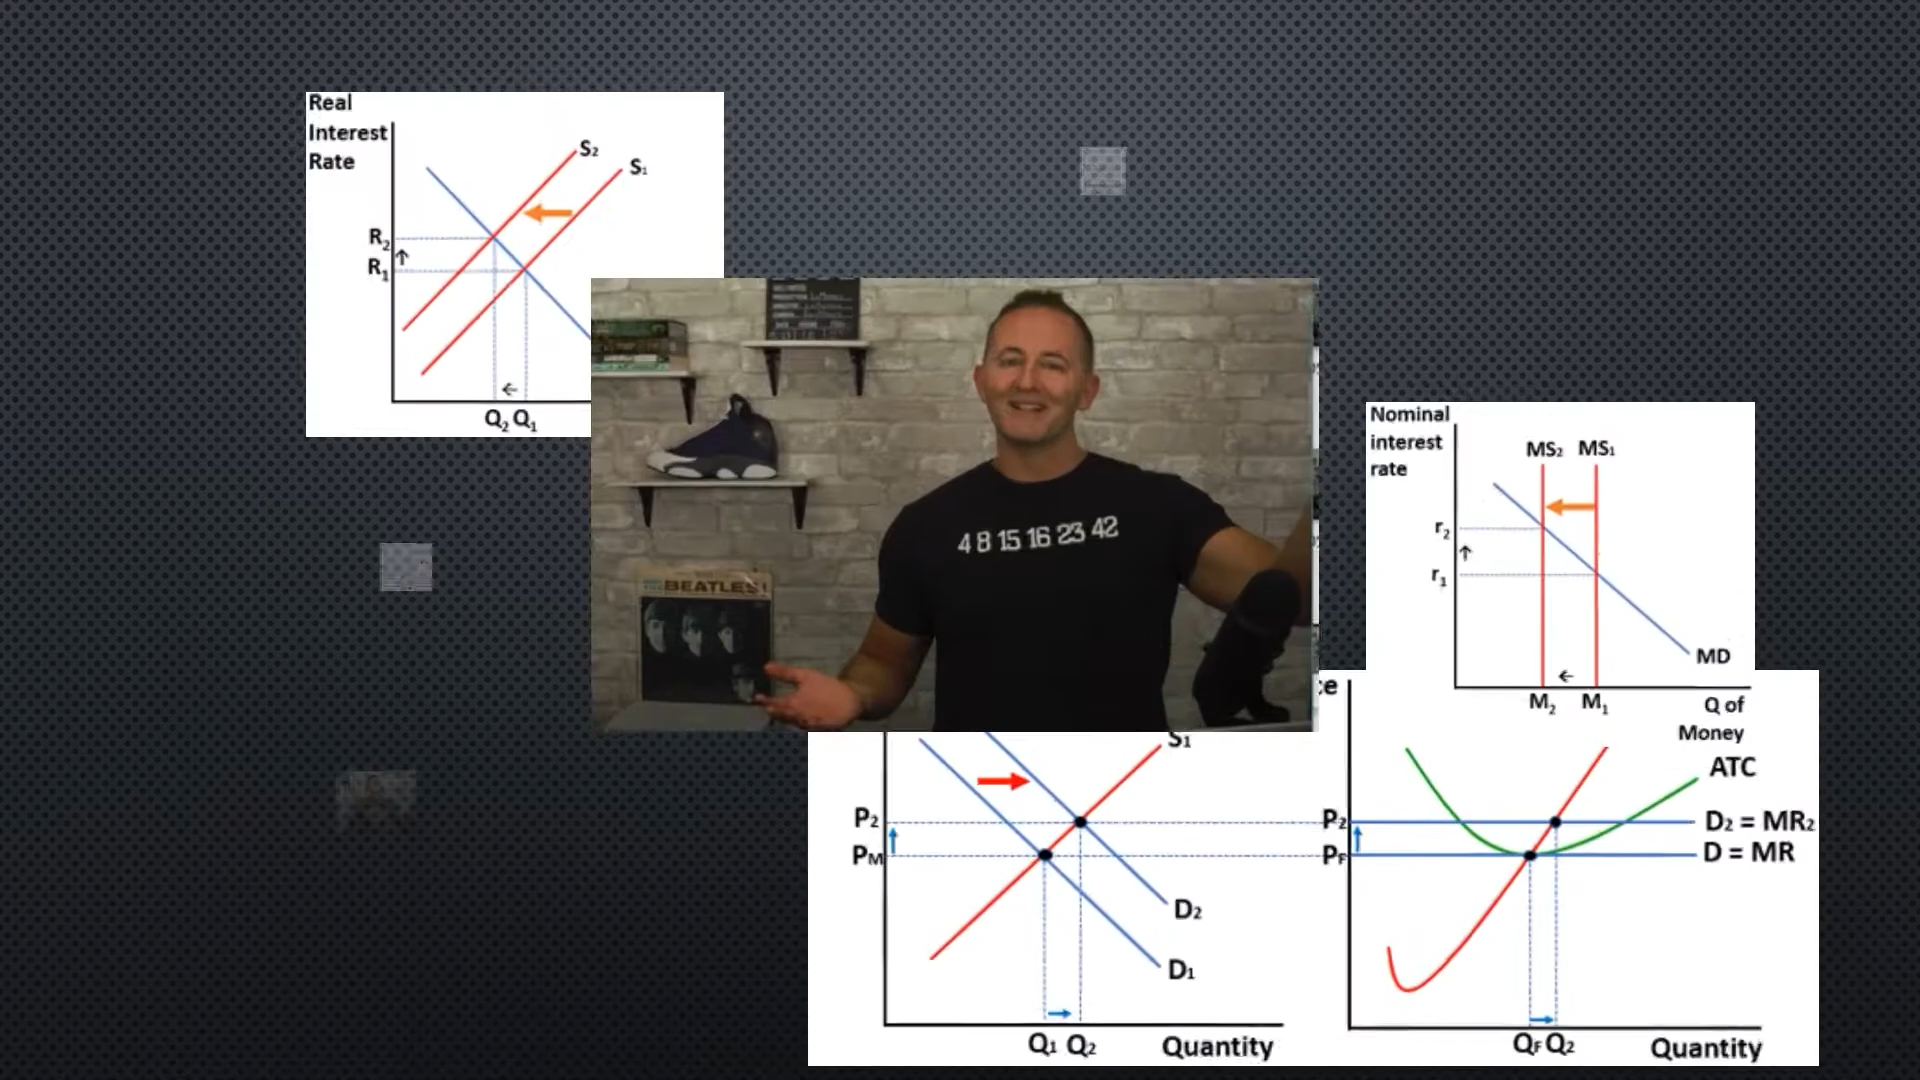 Real
Interest
Rate
S2
S1
R2
R1
Q2 Q1
BEATLES!
4 8 15 16 23 42
Nominal
interest
rate
MS2 MS1
r2
r1
MD
M2 M1
Q of
Money
S1
P2
PM
D2
D1
Q1 Q2
Quantity
ce
ATC
P2
PF
D2 = MR2
D = MR
QF Q2
Quantity